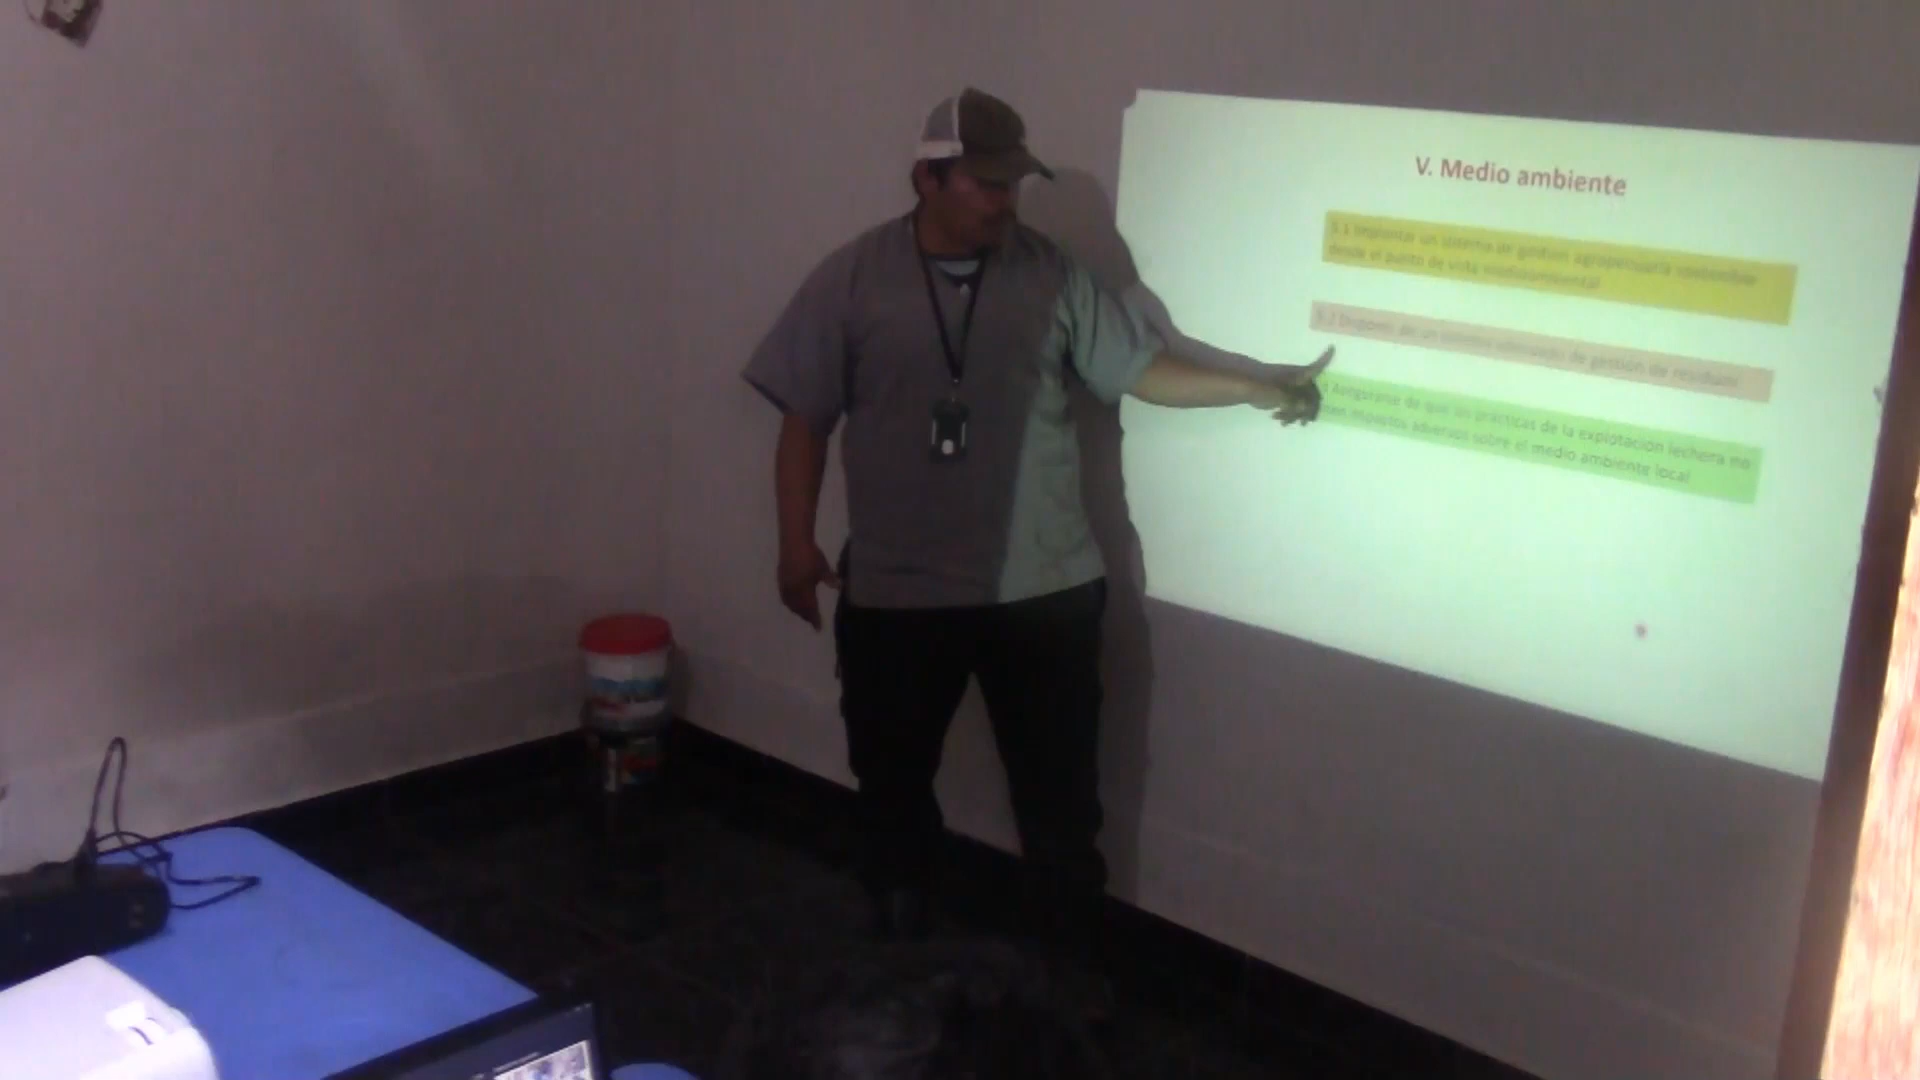 V. Medio ambiente
5.1 Implantar un sistema de gestion agropecuaria sostenible
desde el punto de vista medioambiental
5.2 Disponer de un sistema adecuado de gestión de residuos
Asegurarse de que las prácticas de la explotación lechera no
impactos adversos sobre el medio ambiente local